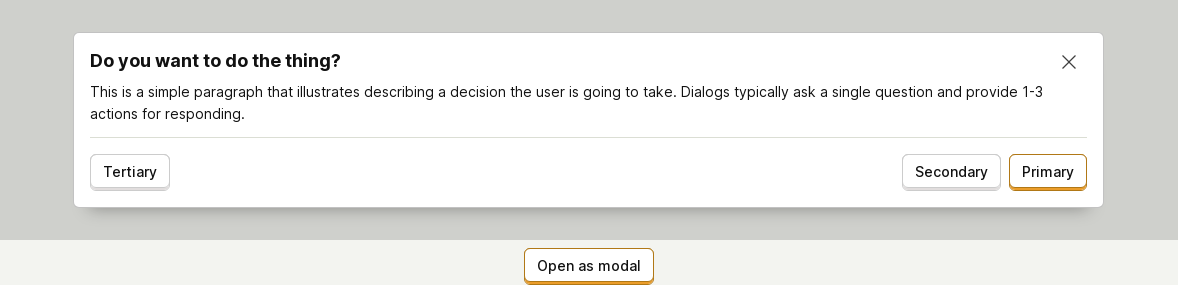 Do you want to do the thing?
This is a simple paragraph that illustrates describing a decision the user is going to take. Dialogs typically ask a single question and provide 1-3
actions for responding.
Tertiary
Secondary
Primary
Open as modal